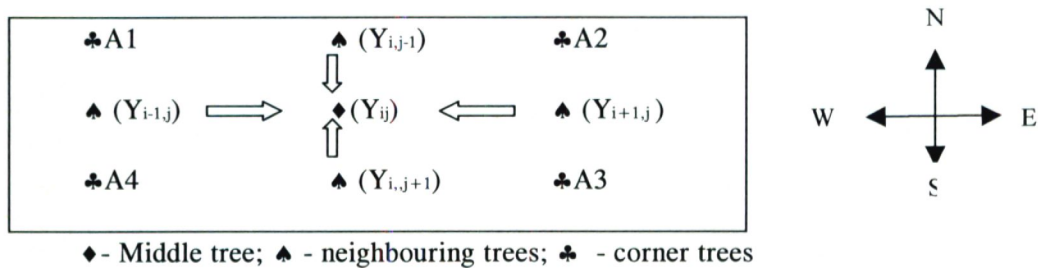 ♣A1 ♠ (Yi,j-1) ♣A2
♠ (Yi-1,j) ♦(Yij) ♠ (Yi+1,j)
♣A4 ♠ (Yi,,j+1) ♣A3
♦- Middle tree; ♠ - neighbouring trees; ♣ - corner trees
N
W E
S